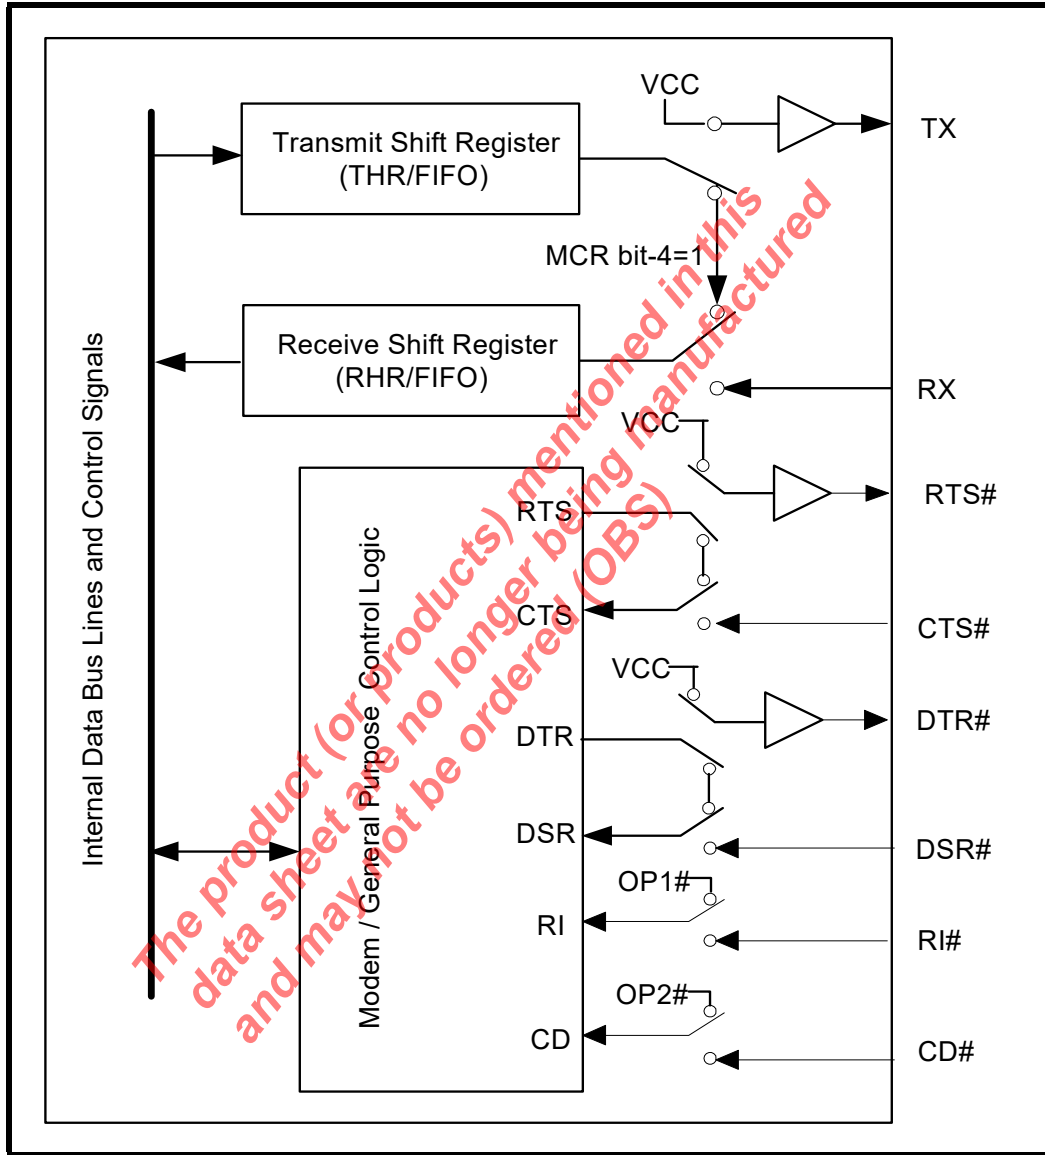 VCC
TX
Transmit Shift Register
(THR/FIFO)
MCR bit-4=1
Receive Shift Register
(RHR/FIFO)
RX
VCC
RTS#
RTS
CTS
CTS#
VCC
DTR#
DTR
DSR
DSR#
OP1#
RI
RI#
OP2#
CD
CD#
Internal Data Bus Lines and Control Signals
Modem / General Purpose Control Logic
The product (or products) mentioned in this
data sheet are no longer being manufactured
and may not be ordered (OBS)